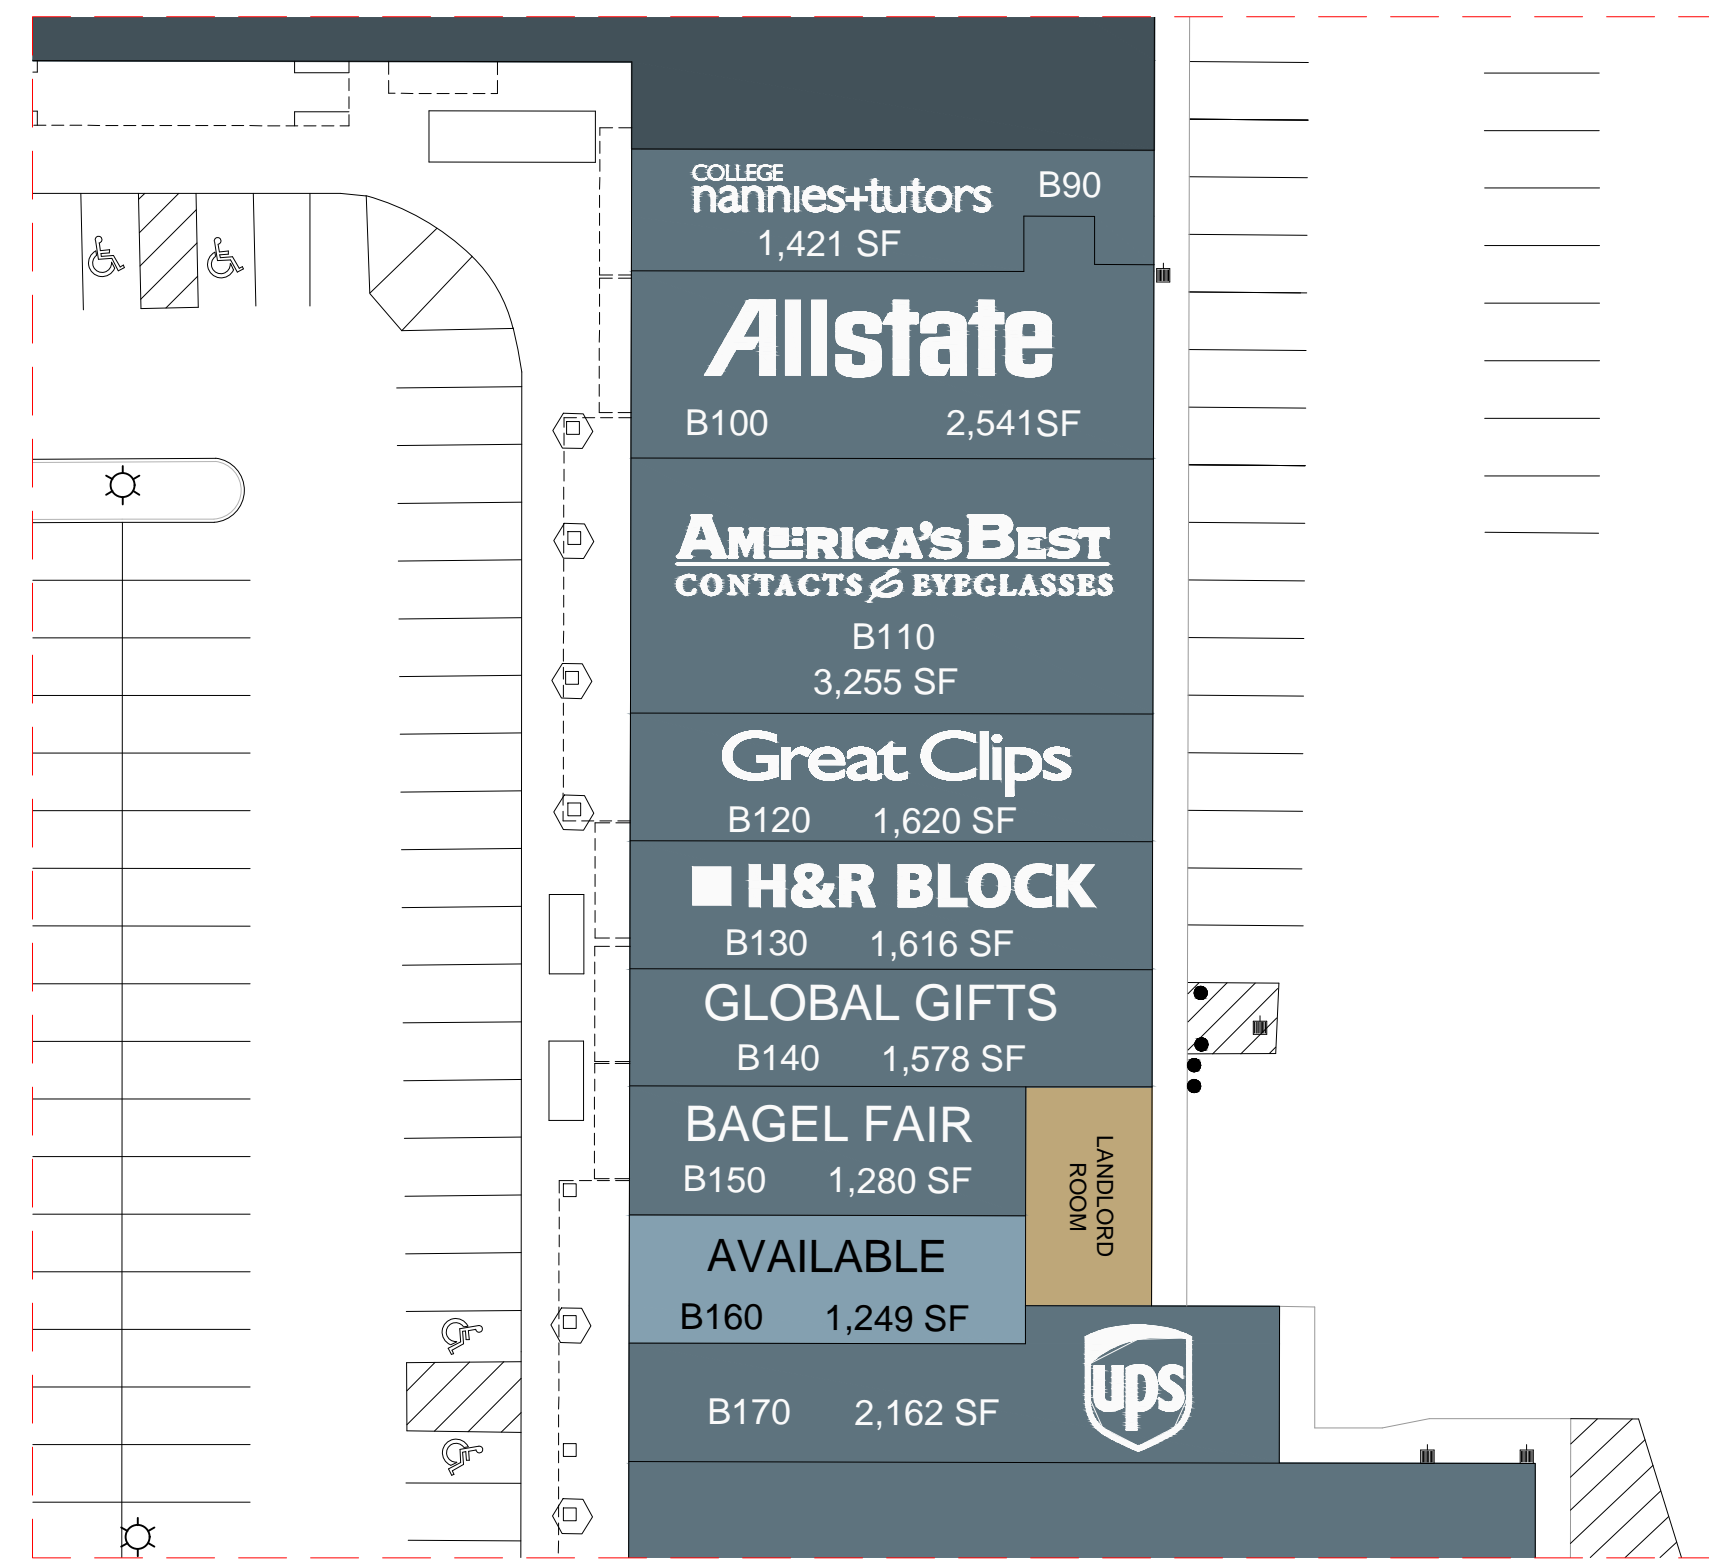 COLLEGE
nannies+tutors B90
1,421 SF
Allstate
B100 2,541SF
AMERICA'S BEST
CONTACTS & EYEGLASSES
B110
3,255 SF
Great Clips
B120 1,620 SF
H&R BLOCK
B130 1,616 SF
GLOBAL GIFTS
B140 1,578 SF
BAGEL FAIR
B150 1,280 SF
LANDLORD
ROOM
AVAILABLE
B160 1,249 SF
ups
B170 2,162 SF